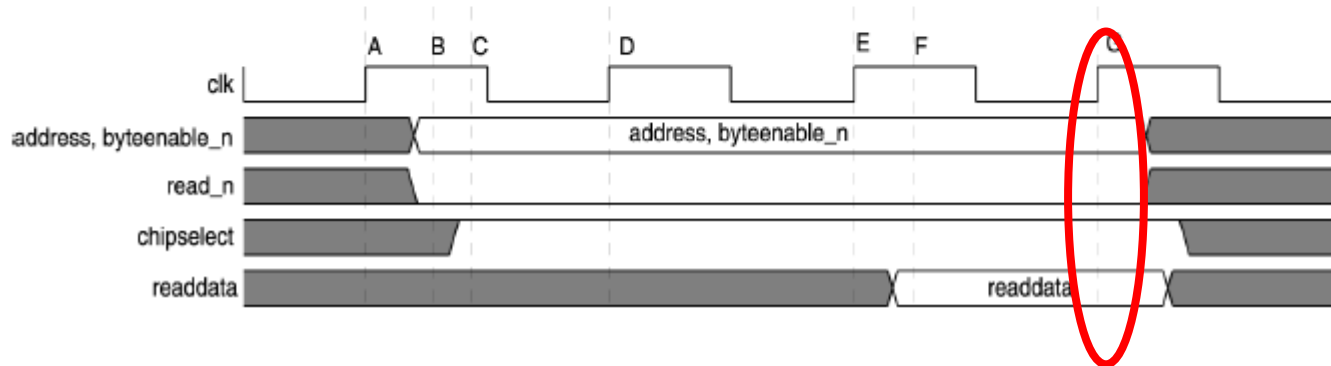 A B C D E F G
clk
address, byteenable_n address, byteenable_n
read_n
chipselect
readdata readdata